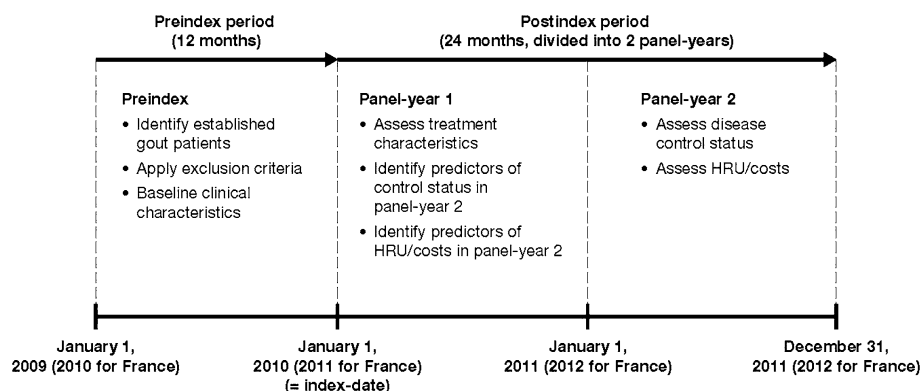 Preindex period
(12 months)
Postindex period
(24 months, divided into 2 panel-years)
Preindex
• Identify established
gout patients
• Apply exclusion criteria
• Baseline clinical
characteristics
Panel-year 1
• Assess treatment
characteristics
• Identify predictors of
control status in
panel-year 2
• Identify predictors of
HRU/costs in panel-year 2
Panel-year 2
• Assess disease
control status
• Assess HRU/costs
January 1,
2009 (2010 for France)
January 1,
2010 (2011 for France)
(= index-date)
January 1,
2011 (2012 for France)
December 31,
2011 (2012 for France)